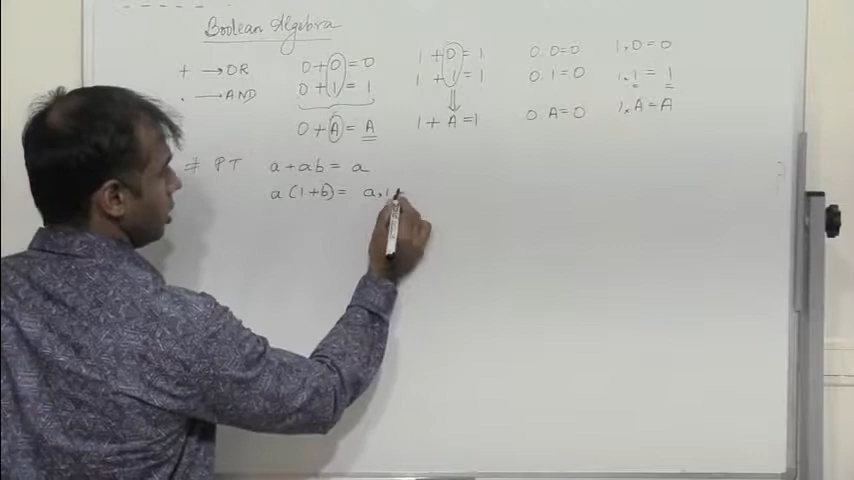 Boolean Algebra
+ → OR
. → AND
0+0=0
0+1=1
0+A=A
1+0=1
1+1=1
1+A=1
0.0=0
0.1=0
0.A=0
1.0=0
1.1=1
1.A=A
# PT a+ab=a
a(1+b)= a.1